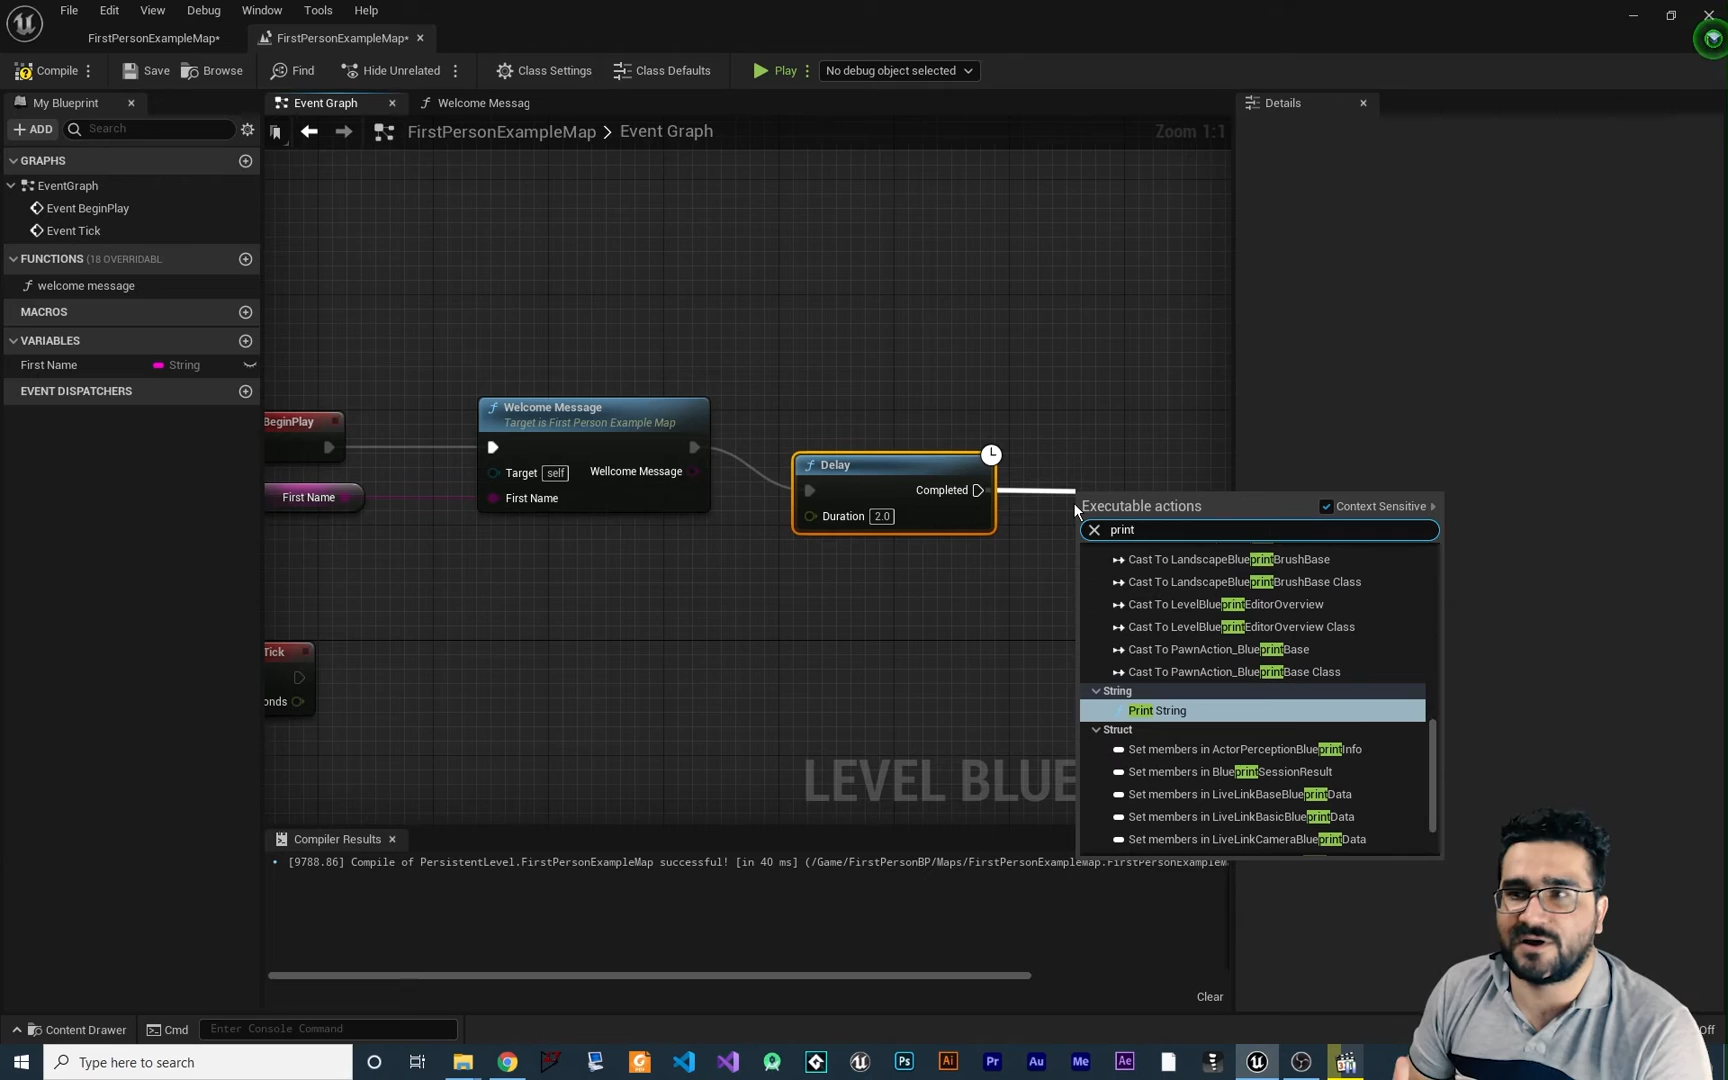 File Edit View Debug Window Tools Help
FirstPersonExampleMap* FirstPersonExampleMap*
Compile Save Browse Find Hide Unrelated Class Settings Class Defaults Play No debug object selected
My Blueprint Event Graph Welcome Messag Details
ADD Search FirstPersonExampleMap > Event Graph Zoom 1:1
GRAPHS
EventGraph
Event BeginPlay
Event Tick
FUNCTIONS (18 OVERRIDABL
welcome message
MACROS
VARIABLES
First Name String
EVENT DISPATCHERS
BeginPlay
First Name
Welcome Message
Target is First Person Example Map
Target self Wellcome Message
First Name
Delay
Completed
Duration 2.0
Tick
onds
LEVEL BLUE
Executable actions Context Sensitive
print
Cast To LandscapeBlueprintBrushBase
Cast To LandscapeBlueprintBrushBase Class
Cast To LevelBlueprintEditorOverview
Cast To LevelBlueprintEditorOverview Class
Cast To PawnAction_BlueprintBase
Cast To PawnAction_BlueprintBase Class
String
Print String
Struct
Set members in ActorPerceptionBlueprintInfo
Set members in BlueprintSessionResult
Set members in LiveLinkBaseBlueprintData
Set members in LiveLinkBasicBlueprintData
Set members in LiveLinkCameraBlueprintData
Compiler Results
[9788.86] Compile of PersistentLevel.FirstPersonExampleMap successful! [in 40 ms] (/Game/FirstPersonBP/Maps/FirstPersonExampleMap.FirstPersonExampleM
Clear
Content Drawer Cmd Enter Console Command Off
Type here to search
Ps Ai Pr Au Me Ae